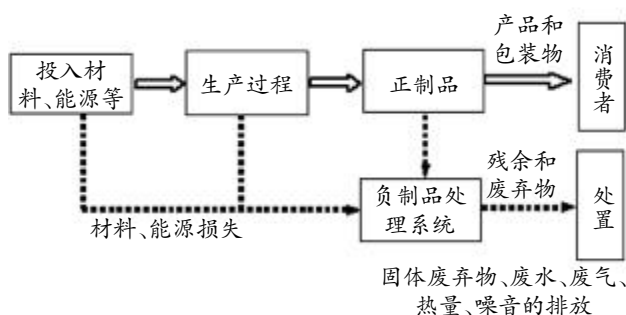 产品和
包装物
投入材
料、能源等
生产过程
正制品
消
费
者
残余和
废弃物
负制品处
理系统
处
置
材料、能源损失
固体废弃物、废水、废气、
热量、噪音的排放